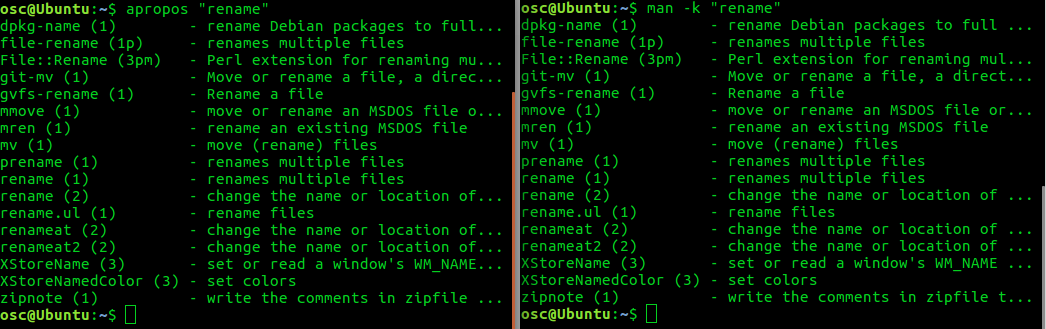 osc@Ubuntu:~$ apropos "rename"
dpkg-name (1) - rename Debian packages to full...
file-rename (1p) - renames multiple files
File::Rename (3pm) - Perl extension for renaming mu...
git-mv (1) - Move or rename a file, a direc...
gvfs-rename (1) - Rename a file
mmove (1) - move or rename an MSDOS file o...
mren (1) - rename an existing MSDOS file
mv (1) - move (rename) files
prename (1) - renames multiple files
rename (1) - renames multiple files
rename (2) - change the name or location of...
rename.ul (1) - rename files
renameat (2) - change the name or location of...
renameat2 (2) - change the name or location of...
XStoreName (3) - set or read a window's WM_NAME...
XStoreNamedColor (3) - set colors
zipnote (1) - write the comments in zipfile ...
osc@Ubuntu:~$
osc@Ubuntu:~$ man -k "rename"
dpkg-name (1) - rename Debian packages to full ...
file-rename (1p) - renames multiple files
File::Rename (3pm) - Perl extension for renaming mul...
git-mv (1) - Move or rename a file, a direct...
gvfs-rename (1) - Rename a file
mmove (1) - move or rename an MSDOS file or...
mren (1) - rename an existing MSDOS file
mv (1) - move (rename) files
prename (1) - renames multiple files
rename (1) - renames multiple files
rename (2) - change the name or location of ...
rename.ul (1) - rename files
renameat (2) - change the name or location of ...
renameat2 (2) - change the name or location of ...
XStoreName (3) - set or read a window's WM_NAME ...
XStoreNamedColor (3) - set colors
zipnote (1) - write the comments in zipfile t...
osc@Ubuntu:~$